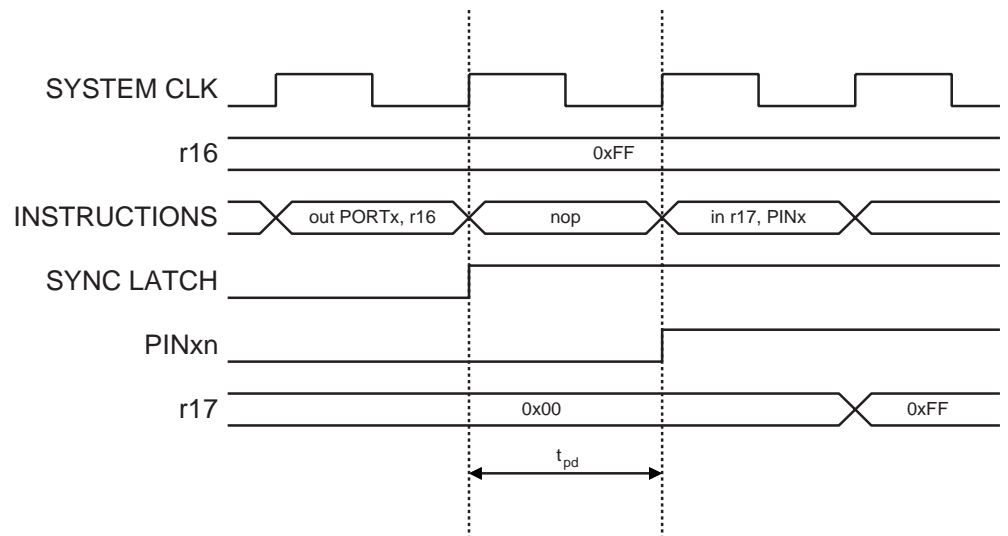 SYSTEM CLK
r16
0xFF
INSTRUCTIONS
out PORTx, r16
nop
in r17, PINx
SYNC LATCH
PINxn
r17
0x00
0xFF
tpd